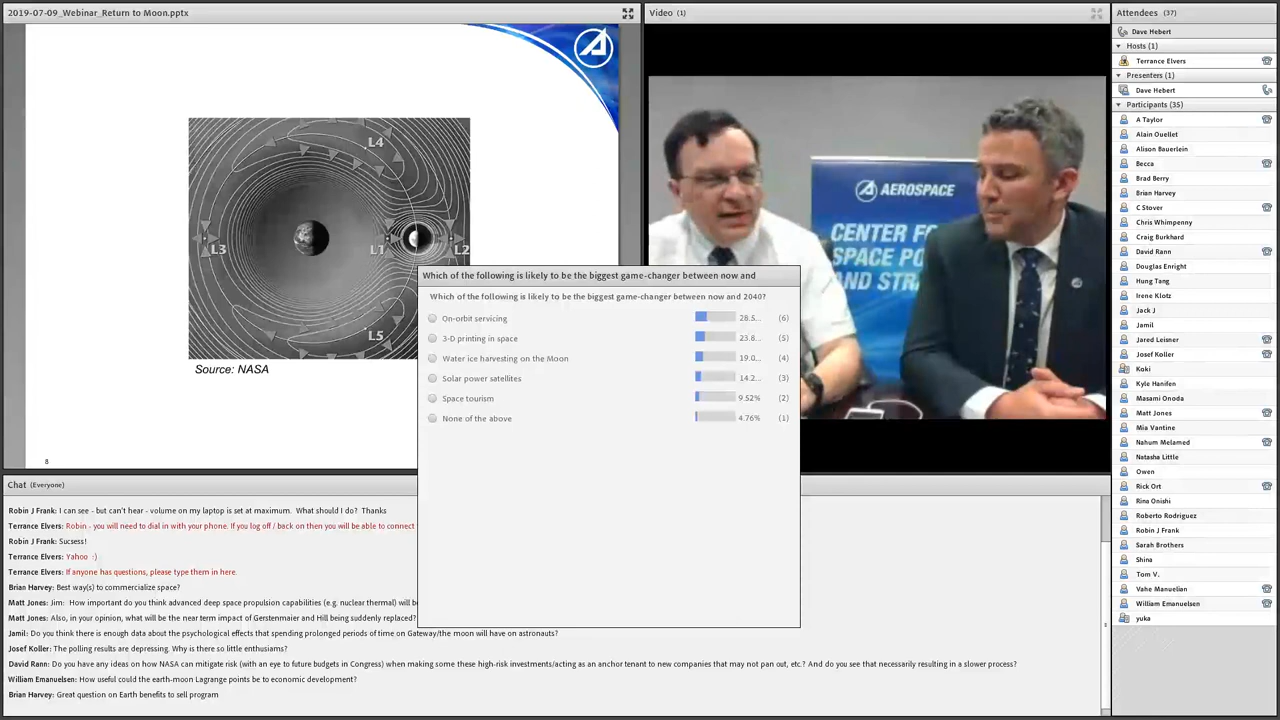 2019-07-09_Webinar_Return to Moon.pptx
L4
L3
L1
L2
L5
Source: NASA
8
Video (1)
AEROSPACE
CENTER FO
SPACE PO
AND STRA
Which of the following is likely to be the biggest game-changer between now and
Which of the following is likely to be the biggest game-changer between now and 2040?
On-orbit servicing 28.5... (6)
3-D printing in space 23.8... (5)
Water ice harvesting on the Moon 19.0... (4)
Solar power satellites 14.2... (3)
Space tourism 9.52% (2)
None of the above 4.76% (1)
Chat (Everyone)
Robin J Frank: I can see - but can't hear - volume on my laptop is set at maximum. What should I do? Thanks
Terrance Elvers: Robin - you will need to dial in with your phone. If you log off / back on then you will be able to connect
Robin J Frank: Sucsess!
Terrance Elvers: Yahoo :)
Terrance Elvers: If anyone has questions, please type them in here.
Brian Harvey: Best way(s) to commercialize space?
Matt Jones: Jim: How important do you think advanced deep space propulsion capabilities (e.g. nuclear thermal) will be
Matt Jones: Also, in your opinion, what will be the near term impact of Gerstenmaier and Hill being suddenly replaced?
Jamil: Do you think there is enough data about the psychological effects that spending prolonged periods of time on Gateway/the moon will have on astronauts?
Josef Koller: The polling results are depressing. Why is there so little enthusiasms?
David Rann: Do you have any ideas on how NASA can mitigate risk (with an eye to future budgets in Congress) when making some these high-risk investments/acting as an anchor tenant to new companies that may not pan out, etc.? And do you see that necessarily resulting in a slower process?
William Emanuelsen: How useful could the earth-moon Lagrange points be to economic development?
Brian Harvey: Great question on Earth benefits to sell program
Attendees (37)
Dave Hebert
Hosts (1)
Terrance Elvers
Presenters (1)
Dave Hebert
Participants (35)
A Taylor
Alain Ouellet
Alison Bauerlein
Becca
Brad Berry
Brian Harvey
C Stover
Chris Whimpenny
Craig Burkhard
David Rann
Douglas Enright
Hung Tang
Irene Klotz
Jack J
Jamil
Jared Leisner
Josef Koller
Koki
Kyle Hanifen
Masami Onoda
Matt Jones
Mia Vantine
Nahum Melamed
Natasha Little
Owen
Rick Ort
Rina Onishi
Roberto Rodriguez
Robin J Frank
Sarah Brothers
Shina
Tom V.
Vahe Manuelian
William Emanuelsen
yuka